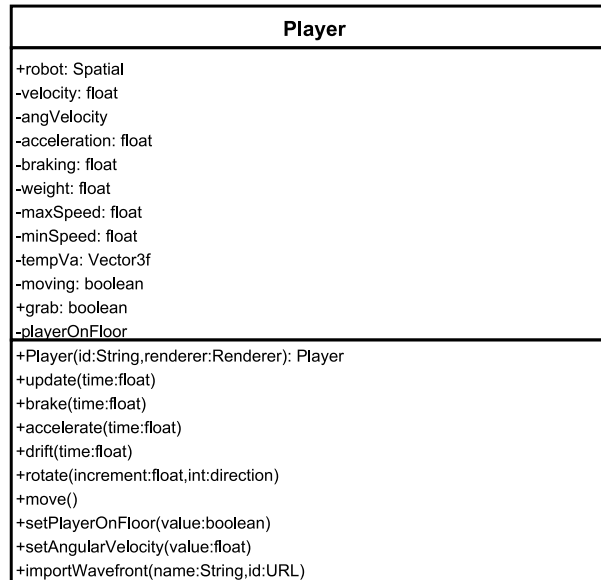 Player
+robot: Spatial
-velocity: float
-angVelocity
-acceleration: float
-braking: float
-weight: float
-maxSpeed: float
-minSpeed: float
-tempVa: Vector3f
-moving: boolean
+grab: boolean
-playerOnFloor
+Player(id:String,renderer:Renderer): Player
+update(time:float)
+brake(time:float)
+accelerate(time:float)
+drift(time:float)
+rotate(increment:float,int:direction)
+move()
+setPlayerOnFloor(value:boolean)
+setAngularVelocity(value:float)
+importWavefront(name:String,id:URL)